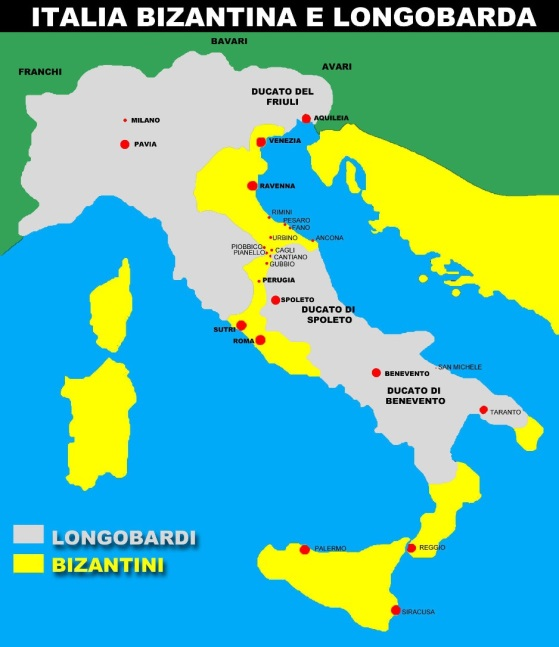 ITALIA BIZANTINA E LONGOBARDA
BAVARI
FRANCHI
AVARI
DUCATO DEL
FRIULI
AQUILEIA
MILANO
PAVIA
VENEZIA
RAVENNA
RIMINI
PESARO
FANO
URBINO
ANCONA
PIOBBICO
CAGLI
PIANELLO
CANTIANO
GUBBIO
PERUGIA
SPOLETO
DUCATO DI
SPOLETO
SUTRI
ROMA
SAN MICHELE
BENEVENTO
DUCATO DI
BENEVENTO
TARANTO
LONGOBARDI
BIZANTINI
PALERMO
REGGIO
SIRACUSA